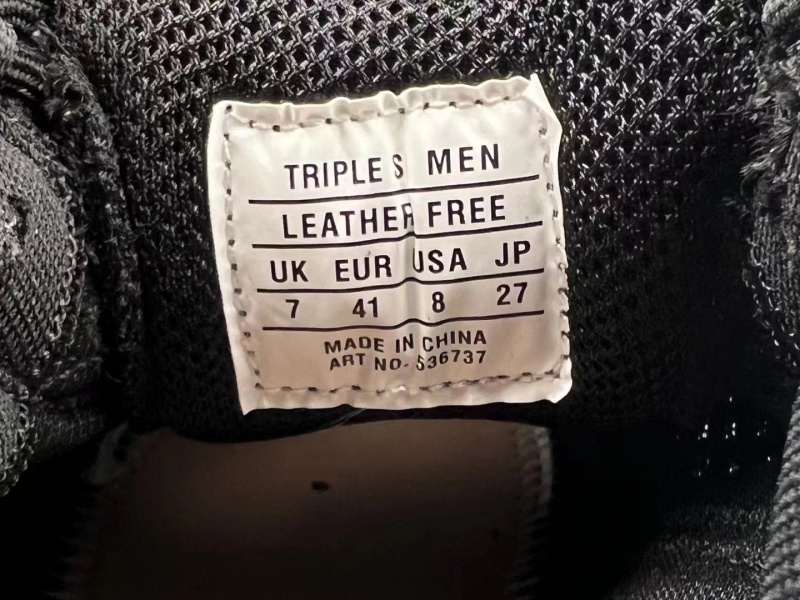 TRIPLE S MEN
LEATHER FREE
UK EUR USA JP
7 41 8 27
MADE IN CHINA
ART NO- 536737